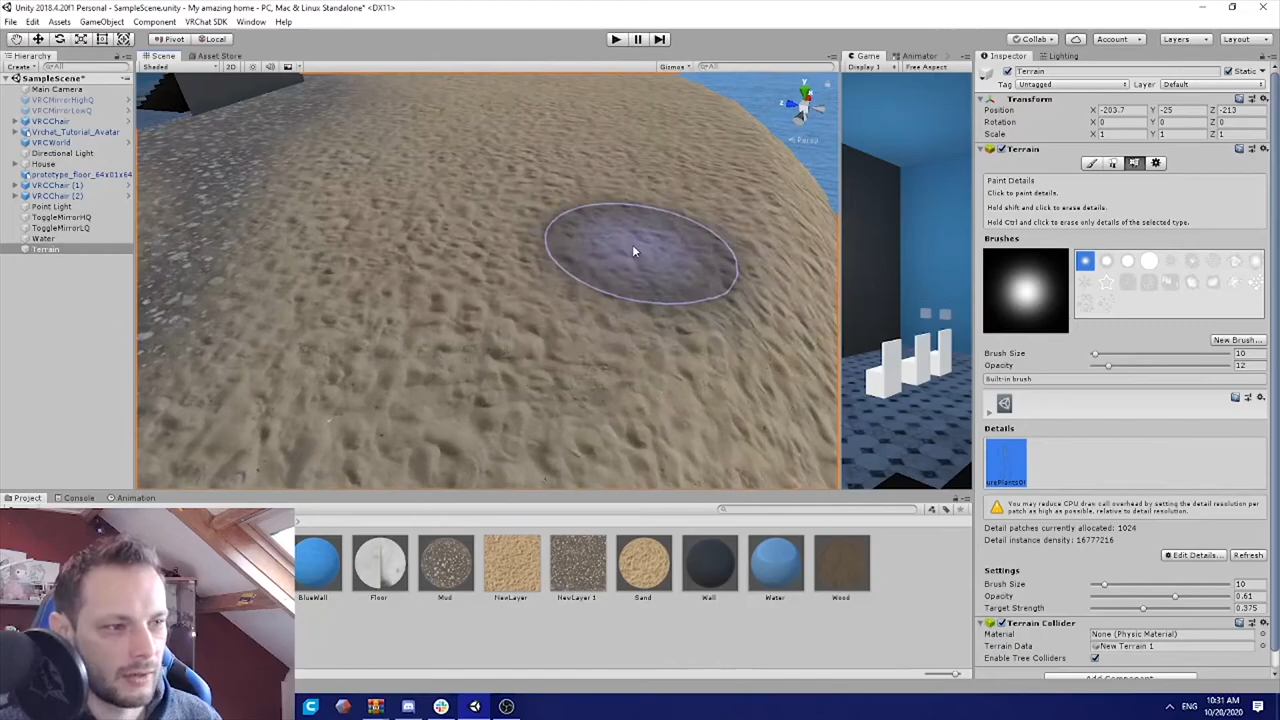 Unity 2018.4.20f1 Personal - SampleScene.unity - My amazing home - PC, Mac & Linux Standalone* <DX11>
File Edit Assets GameObject Component VRChat SDK Window Help
Pivot Local Collab Account Layers Layout
Hierarchy Scene Asset Store Game Animator Inspector Lighting
Create All Shaded 2D Gizmos All Display 1 Free Aspect
SampleScene*
Main Camera
VRCMirrorHighQ
VRCMirrorLowQ
VRCChair
Vrchat_Tutorial_Avatar
VRCWorld
Directional Light
House
prototype_floor_64x01x64
VRCChair (1)
VRCChair (2)
Point Light
ToggleMirrorHQ
ToggleMirrorLQ
Water
Terrain
y
z
Persp
Terrain Static
Tag Untagged Layer Default
Transform
Position X -203.7 Y -25 Z -213
Rotation X 0 Y 0 Z 0
Scale X 1 Y 1 Z 1
Terrain
Paint Details
Click to paint details.
Hold shift and click to erase details.
Hold Ctrl and click to erase only details of the selected type.
Brushes
New Brush...
Brush Size 10
Opacity 12
Built-in brush
Details
urePlants01
You may reduce CPU draw call overhead by setting the detail resolution per
patch as high as possible, relative to detail resolution.
Detail patches currently allocated: 1024
Detail instance density: 16777216
Edit Details... Refresh
Settings
Brush Size 10
Opacity 0.61
Target Strength 0.375
Terrain Collider
Material None (Physic Material)
Terrain Data New Terrain 1
Enable Tree Colliders
Add Component
Project Console Animation
BlueWall Floor Mud NewLayer NewLayer 1 Sand Wall Water Wood
ENG 10:31 AM
10/20/2020